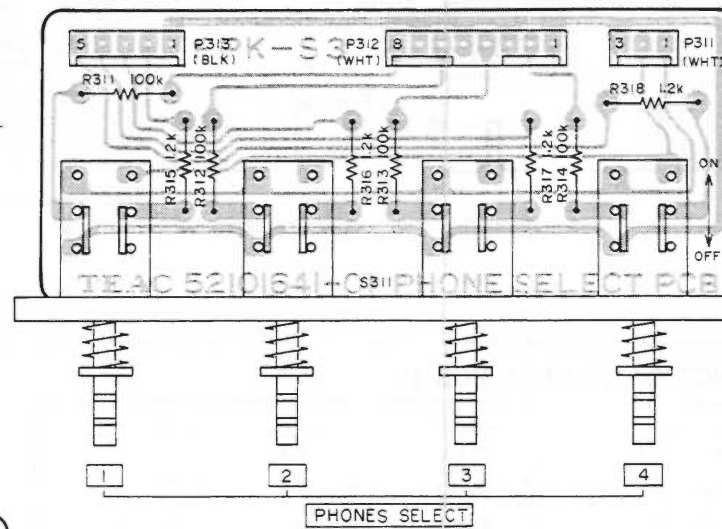 5 1 P313 (BLK)
PK-S3
P312 (WHT) 8 1
3 1 P311 (WHT)
R311 100k
R318 1.2k
R315 1.2k
R312 100k
R316 1.2k
R313 100k
R317 1.2k
R314 100k
ON
OFF
S311
TEAC 52101641-01 PHONE SELECT PCB
1 2 3 4
PHONES SELECT